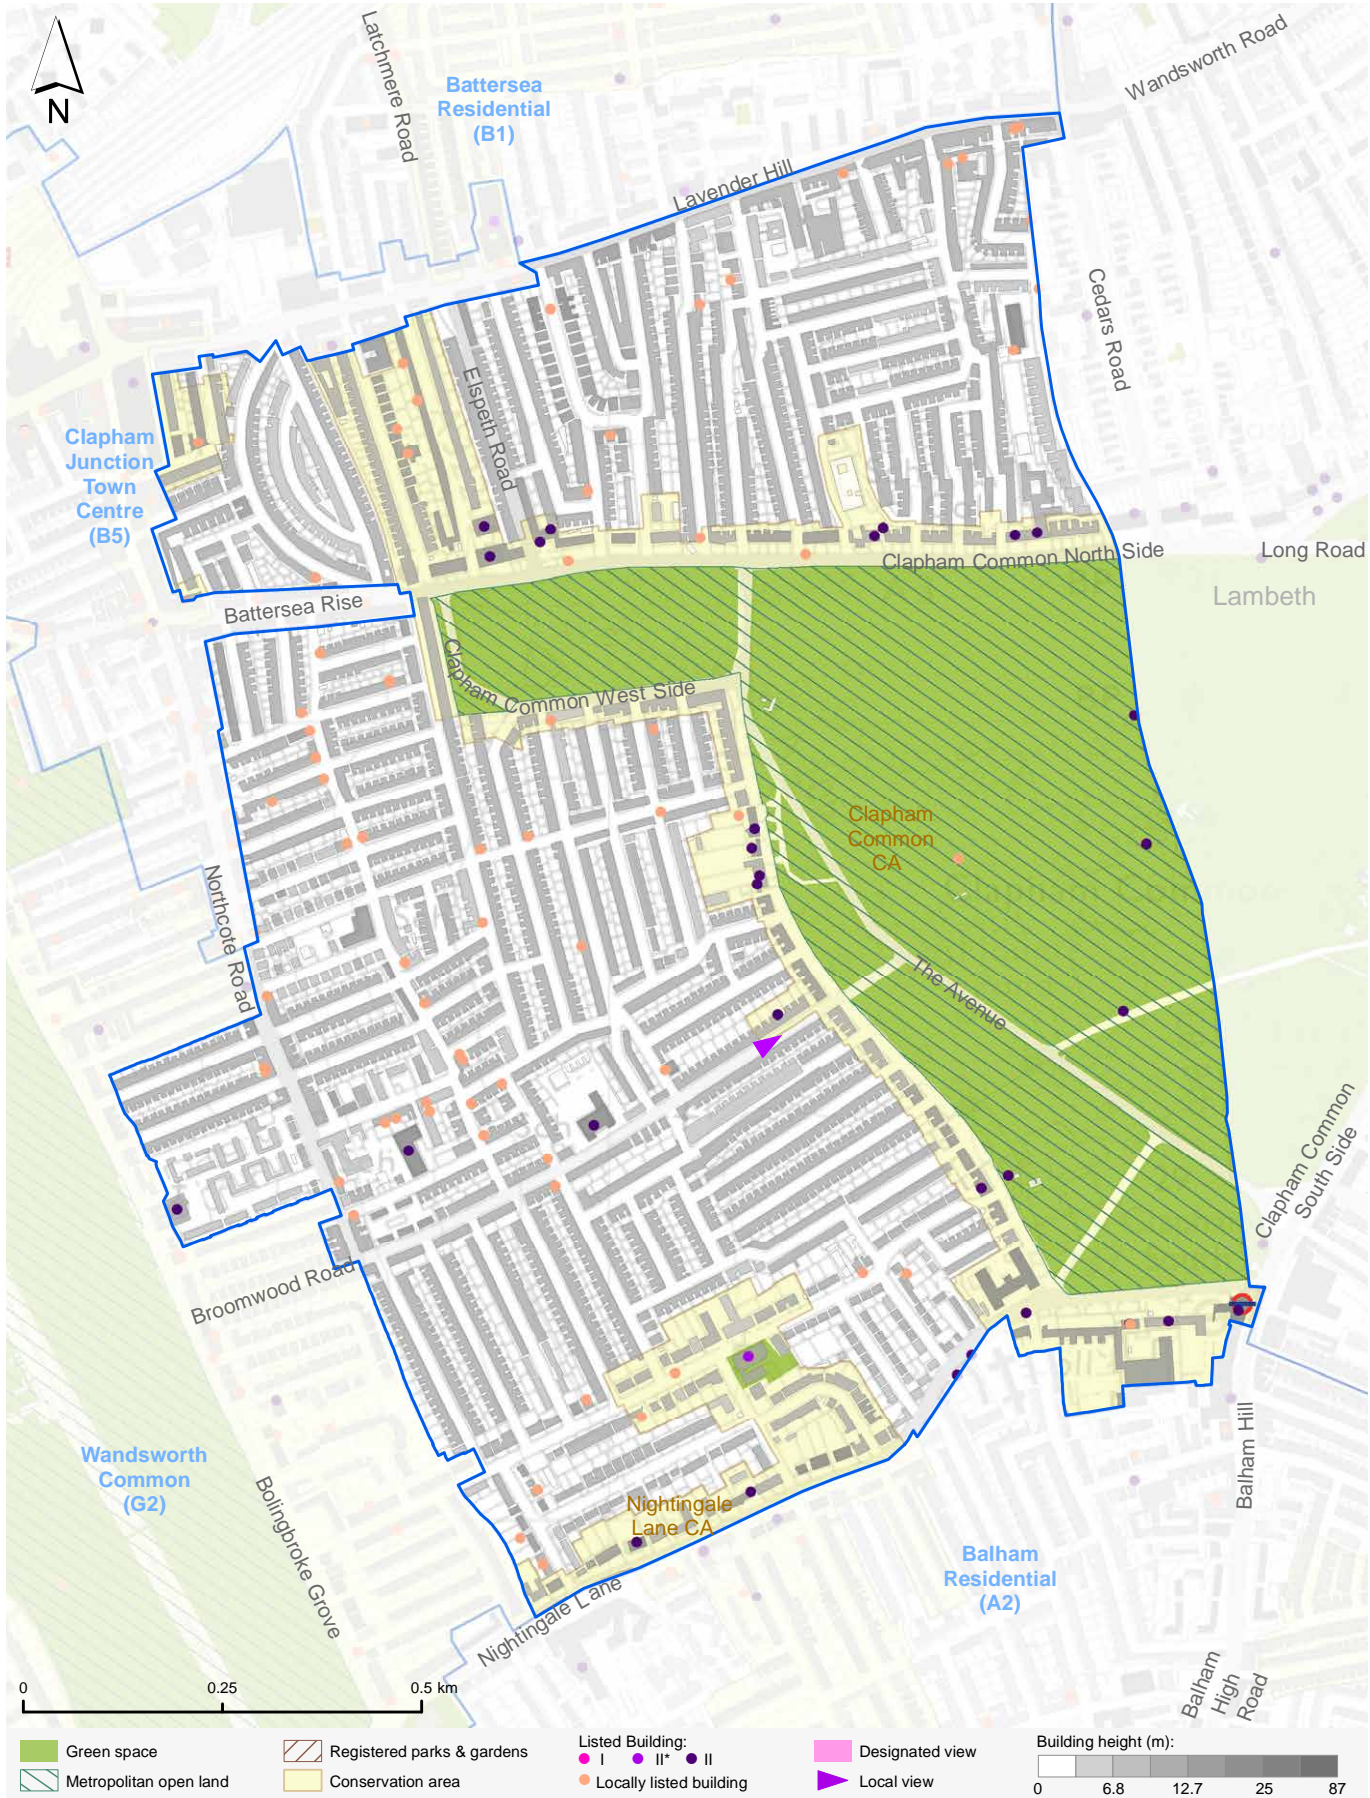 N
Latchmere Road
Battersea
Residential
(B1)
Wandsworth Road
Lavender Hill
Cedars Road
Elspeth Road
Clapham
Junction
Town
Centre
(B5)
Clapham Common North Side
Long Road
Lambeth
Battersea Rise
Clapham Common West Side
Clapham
Common
CA
Northcote Road
The Avenue
Clapham Common
South Side
Broomwood Road
Wandsworth
Common
(G2)
Bolingbroke Grove
Balham Hill
Nightingale
Lane CA
Balham
Residential
(A2)
Nightingale Lane
Balham
High
Road
0 0.25 0.5 km
Green space
Metropolitan open land
Registered parks & gardens
Conservation area
Listed Building:
I II* II
Locally listed building
Designated view
Local view
Building height (m):
0 6.8 12.7 25 87